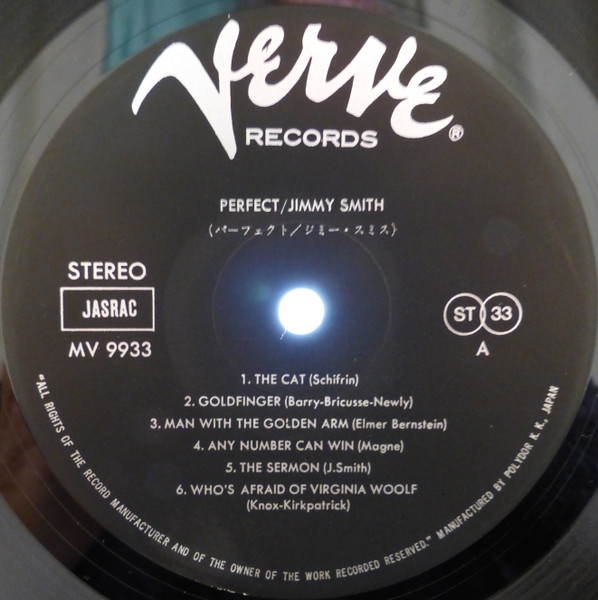 Verve
RECORDS ®
PERFECT/JIMMY SMITH
(パーフェクト/ジミー・スミス)
STEREO
JASRAC
MV 9933
ST 33
A
1. THE CAT (Schifrin)
2. GOLDFINGER (Barry-Bricusse-Newly)
3. MAN WITH THE GOLDEN ARM (Elmer Bernstein)
4. ANY NUMBER CAN WIN (Magne)
5. THE SERMON (J.Smith)
6. WHO'S AFRAID OF VIRGINIA WOOLF
(Knox-Kirkpatrick)
"ALL RIGHTS OF THE RECORD MANUFACTURER AND OF THE OWNER OF THE WORK RECORDED RESERVED." MANUFACTURED BY POLYDOR K. K., JAPAN